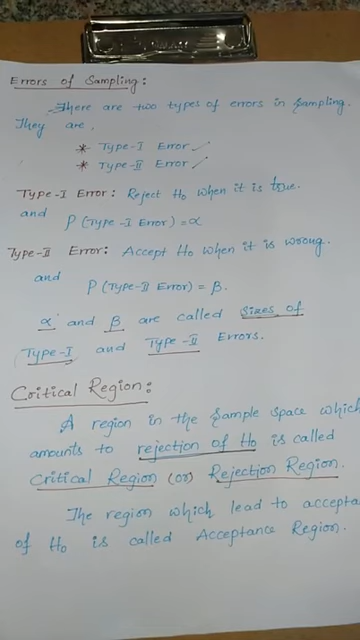 Errors of Sampling:
There are two types of errors in Sampling.
They are,
* Type-I Error ✓
* Type-II Error ✓
Type-I Error: Reject H0 when it is true.
and
P(Type-I Error) = α
Type-II Error: Accept H0 when it is wrong.
and
P(Type-II Error) = β.
α and β are called Sizes of
Type-I and Type-II Errors.
Critical Region:
A region in the Sample Space which
amounts to rejection of H0 is called
Critical Region (or) Rejection Region.
The region which lead to accepta
of H0 is called Acceptance Region.